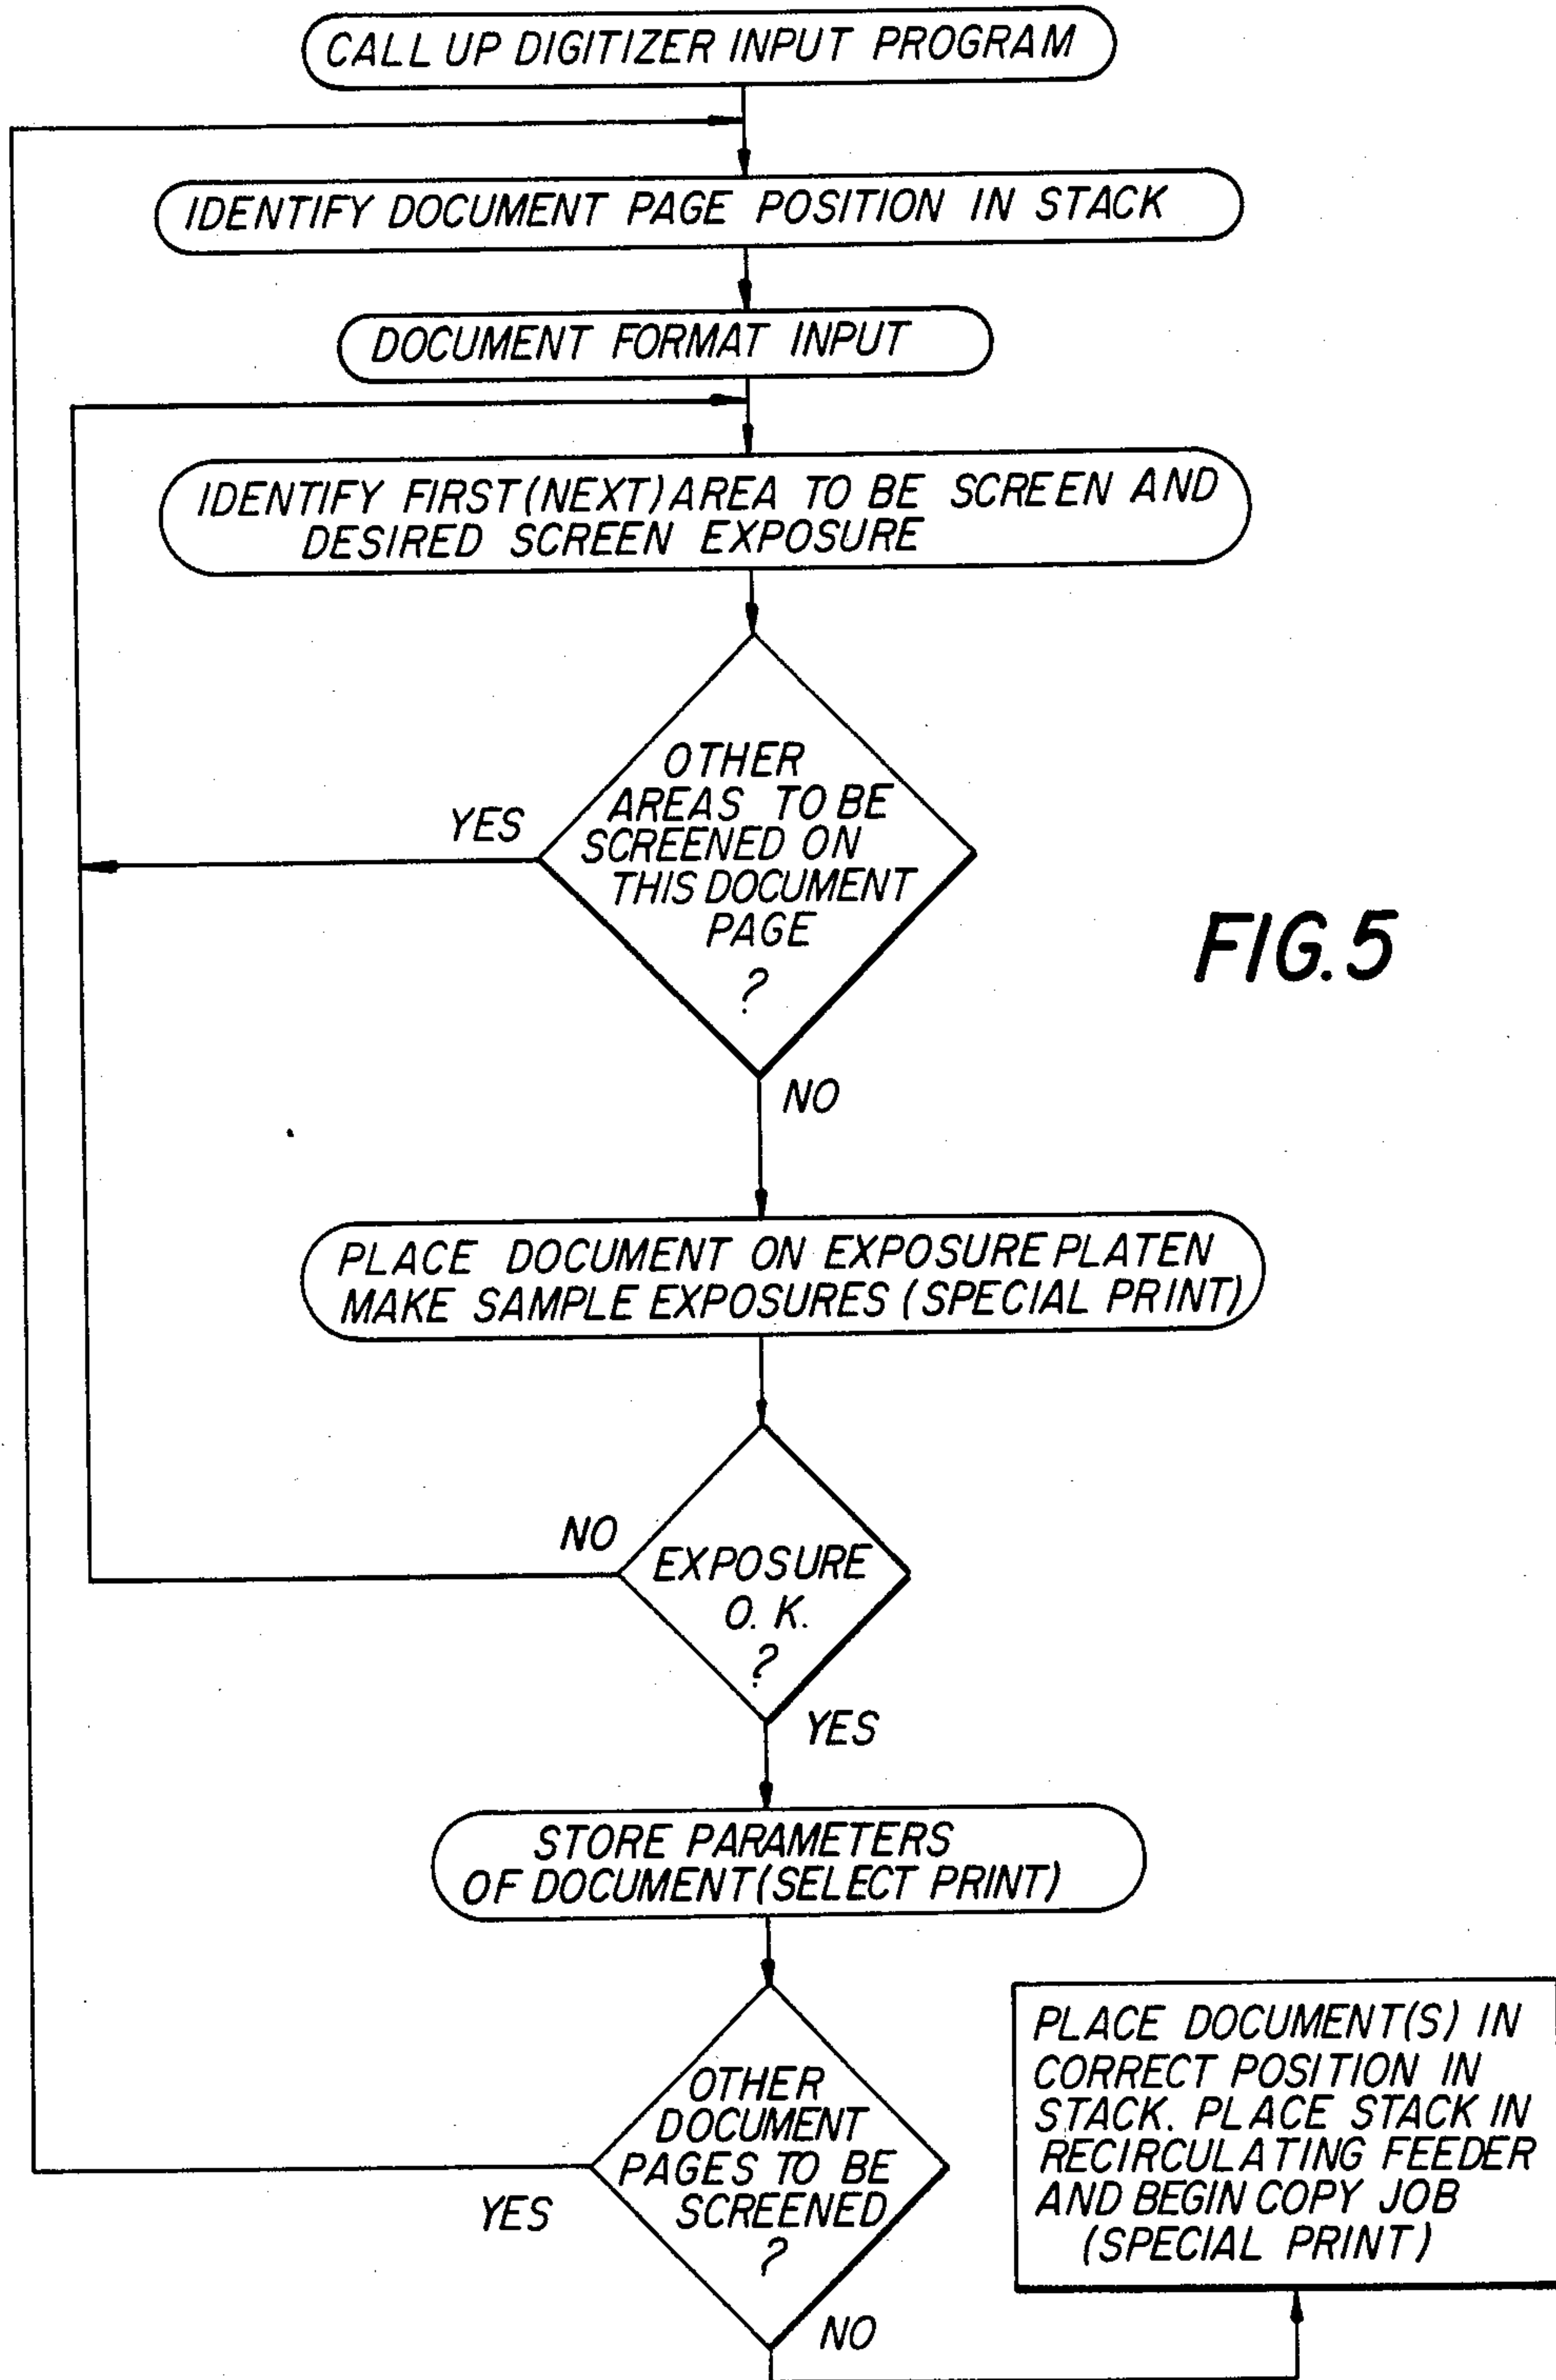 CALL UP DIGITIZER INPUT PROGRAM
IDENTIFY DOCUMENT PAGE POSITION IN STACK
DOCUMENT FORMAT INPUT
IDENTIFY FIRST (NEXT) AREA TO BE SCREEN AND
DESIRED SCREEN EXPOSURE
OTHER
AREAS TO BE
SCREENED ON
THIS DOCUMENT
PAGE
?
YES
NO
FIG. 5
PLACE DOCUMENT ON EXPOSURE PLATEN
MAKE SAMPLE EXPOSURES (SPECIAL PRINT)
EXPOSURE
O. K.
?
NO
YES
STORE PARAMETERS
OF DOCUMENT (SELECT PRINT)
OTHER
DOCUMENT
PAGES TO BE
SCREENED
?
YES
NO
PLACE DOCUMENT(S) IN
CORRECT POSITION IN
STACK. PLACE STACK IN
RECIRCULATING FEEDER
AND BEGIN COPY JOB
(SPECIAL PRINT)